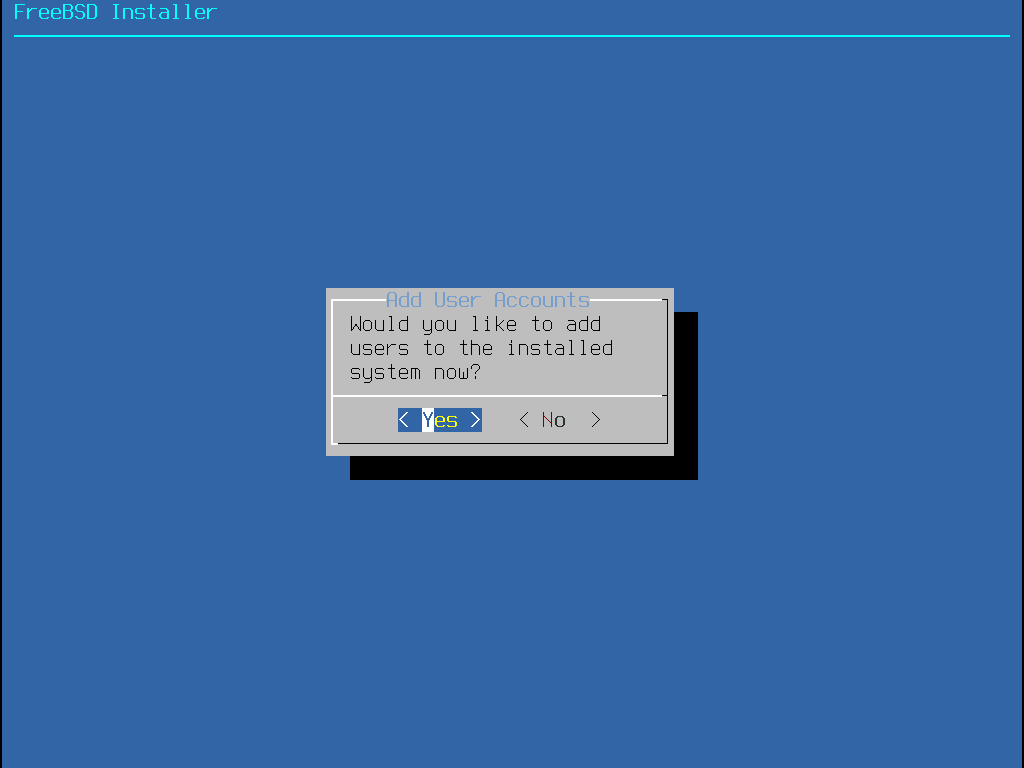 FreeBSD Installer
Add User Accounts
Would you like to add
users to the installed
system now?
< Yes > < No >